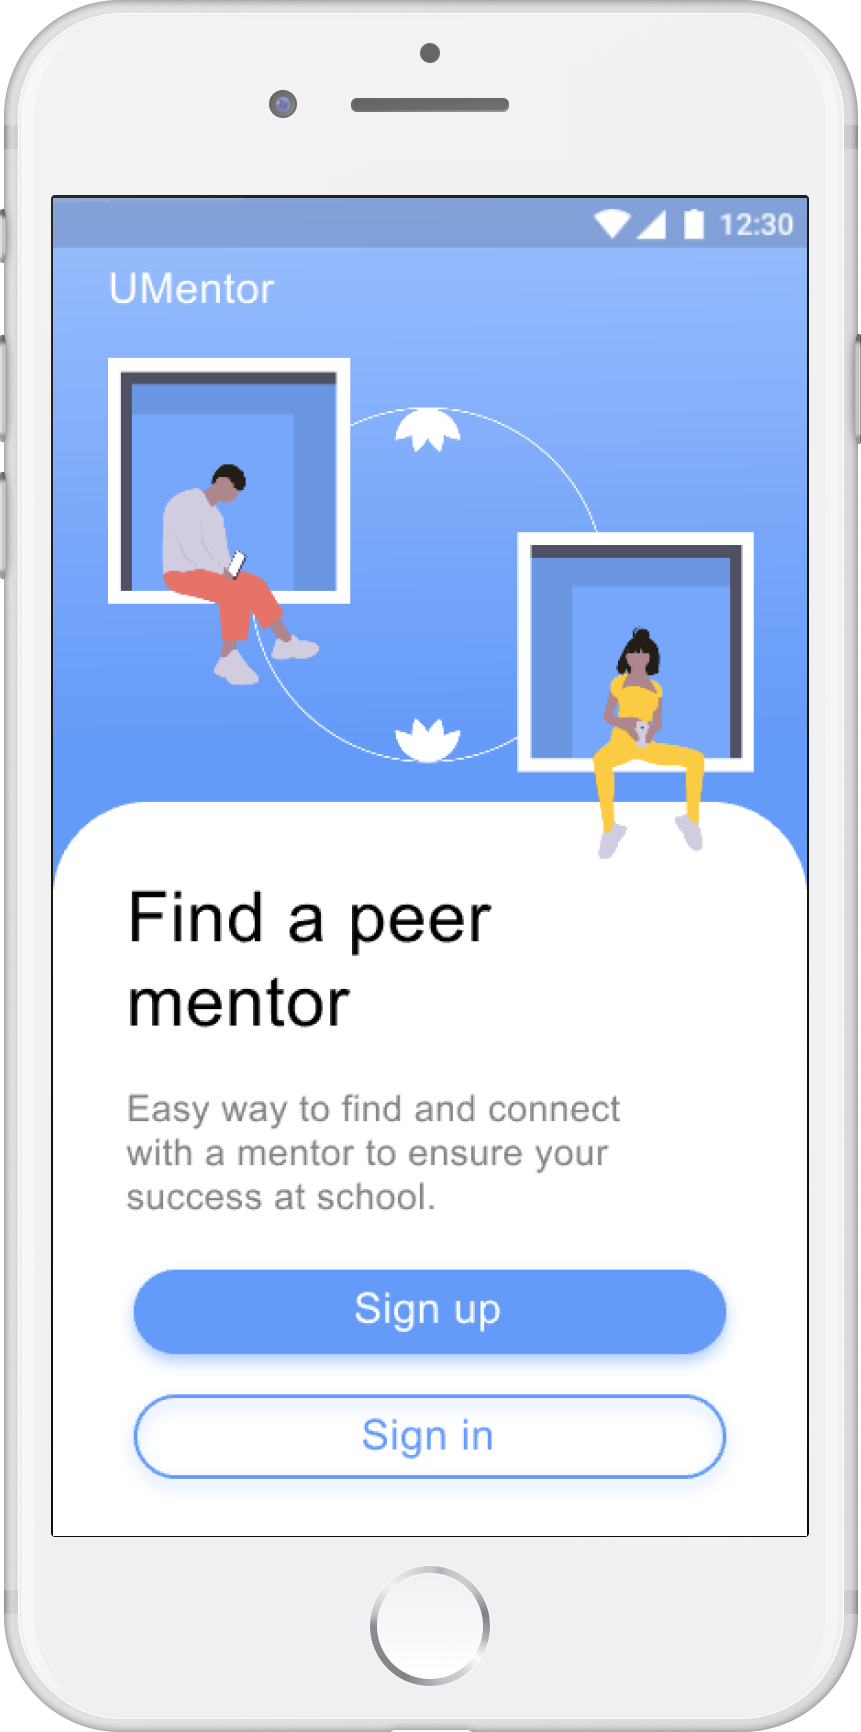 12:30
UMentor
Find a peer
mentor
Easy way to find and connect
with a mentor to ensure your
success at school.
Sign up
Sign in